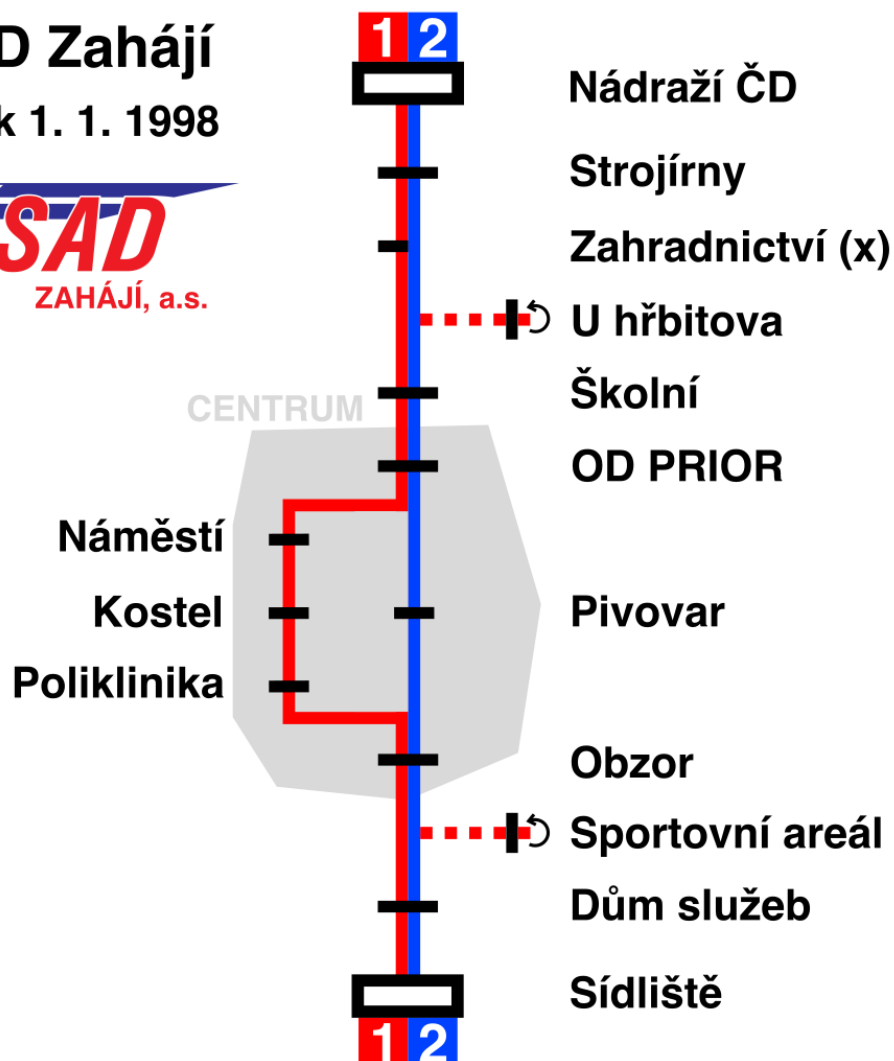 D Zahájí
k 1. 1. 1998
SAD
ZAHÁJÍ, a.s.
1 2
Nádraží ČD
Strojírny
Zahradnictví (x)
U hřbitova
Školní
CENTRUM
OD PRIOR
Náměstí
Kostel
Pivovar
Poliklinika
Obzor
Sportovní areál
Dům služeb
Sídliště
1 2